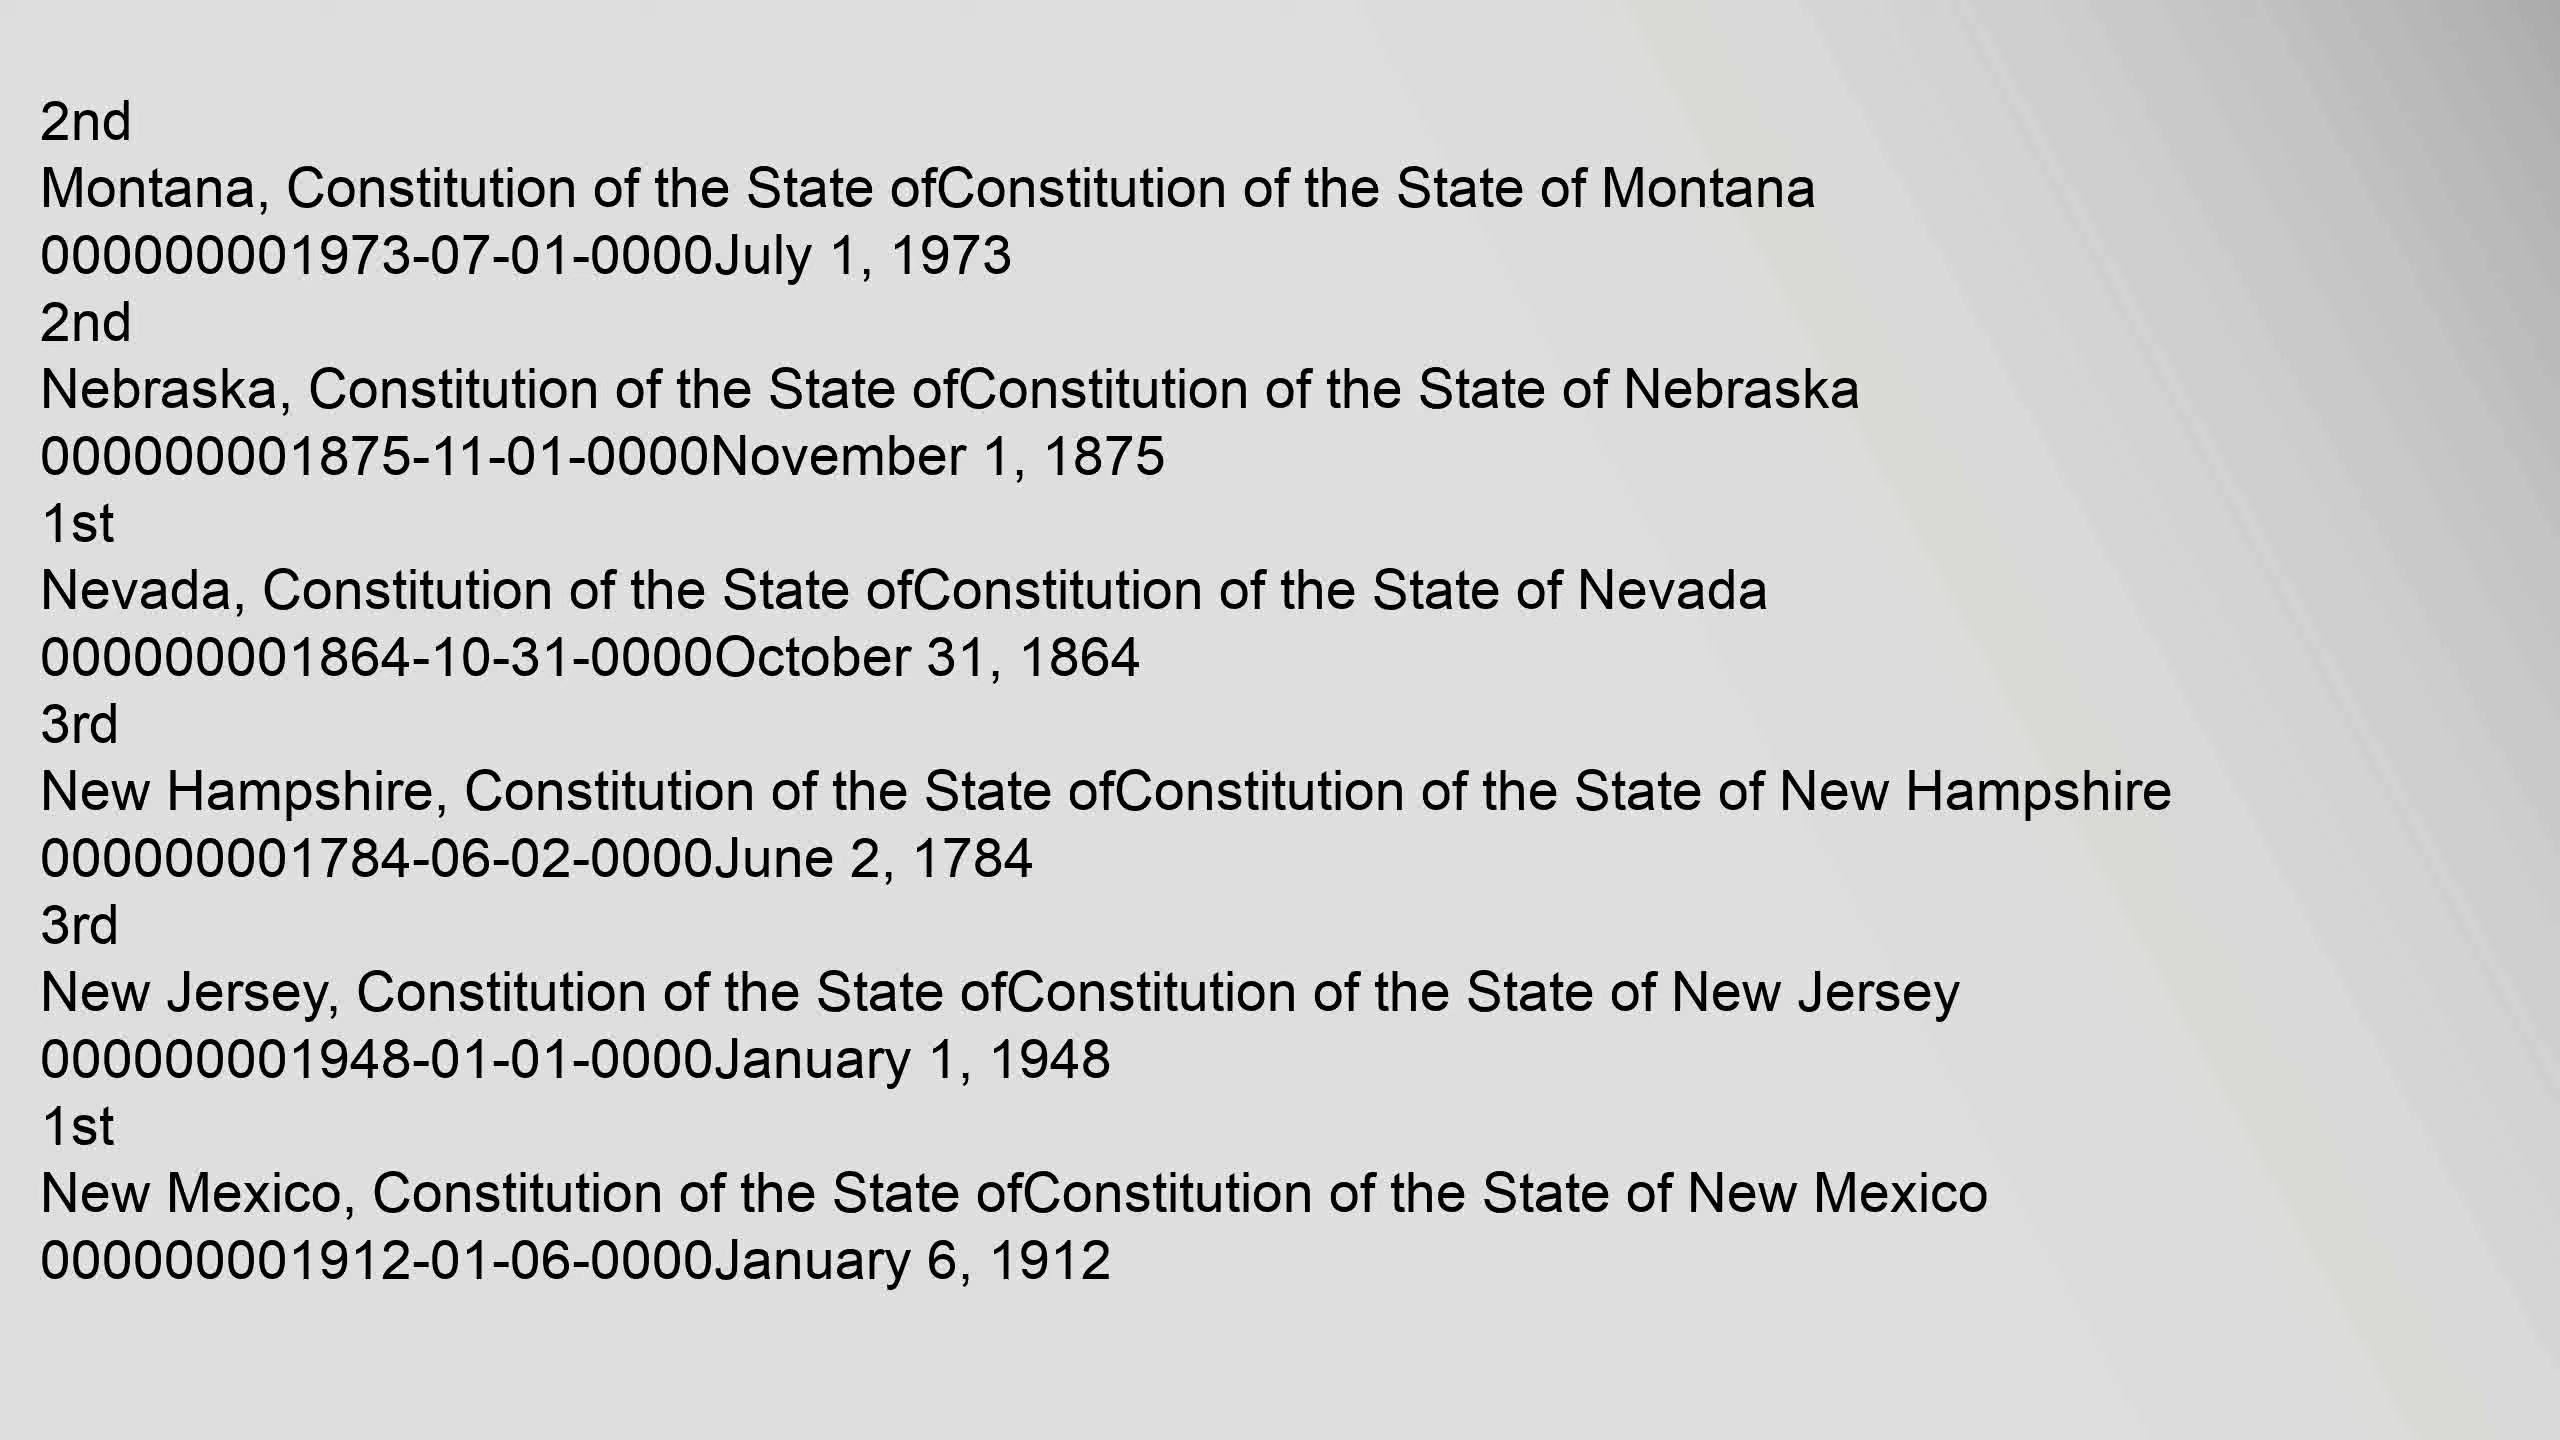 2nd
Montana, Constitution of the State ofConstitution of the State of Montana
000000001973-07-01-0000July 1, 1973
2nd
Nebraska, Constitution of the State ofConstitution of the State of Nebraska
000000001875-11-01-0000November 1, 1875
1st
Nevada, Constitution of the State ofConstitution of the State of Nevada
000000001864-10-31-0000October 31, 1864
3rd
New Hampshire, Constitution of the State ofConstitution of the State of New Hampshire
000000001784-06-02-0000June 2, 1784
3rd
New Jersey, Constitution of the State ofConstitution of the State of New Jersey
000000001948-01-01-0000January 1, 1948
1st
New Mexico, Constitution of the State ofConstitution of the State of New Mexico
000000001912-01-06-0000January 6, 1912